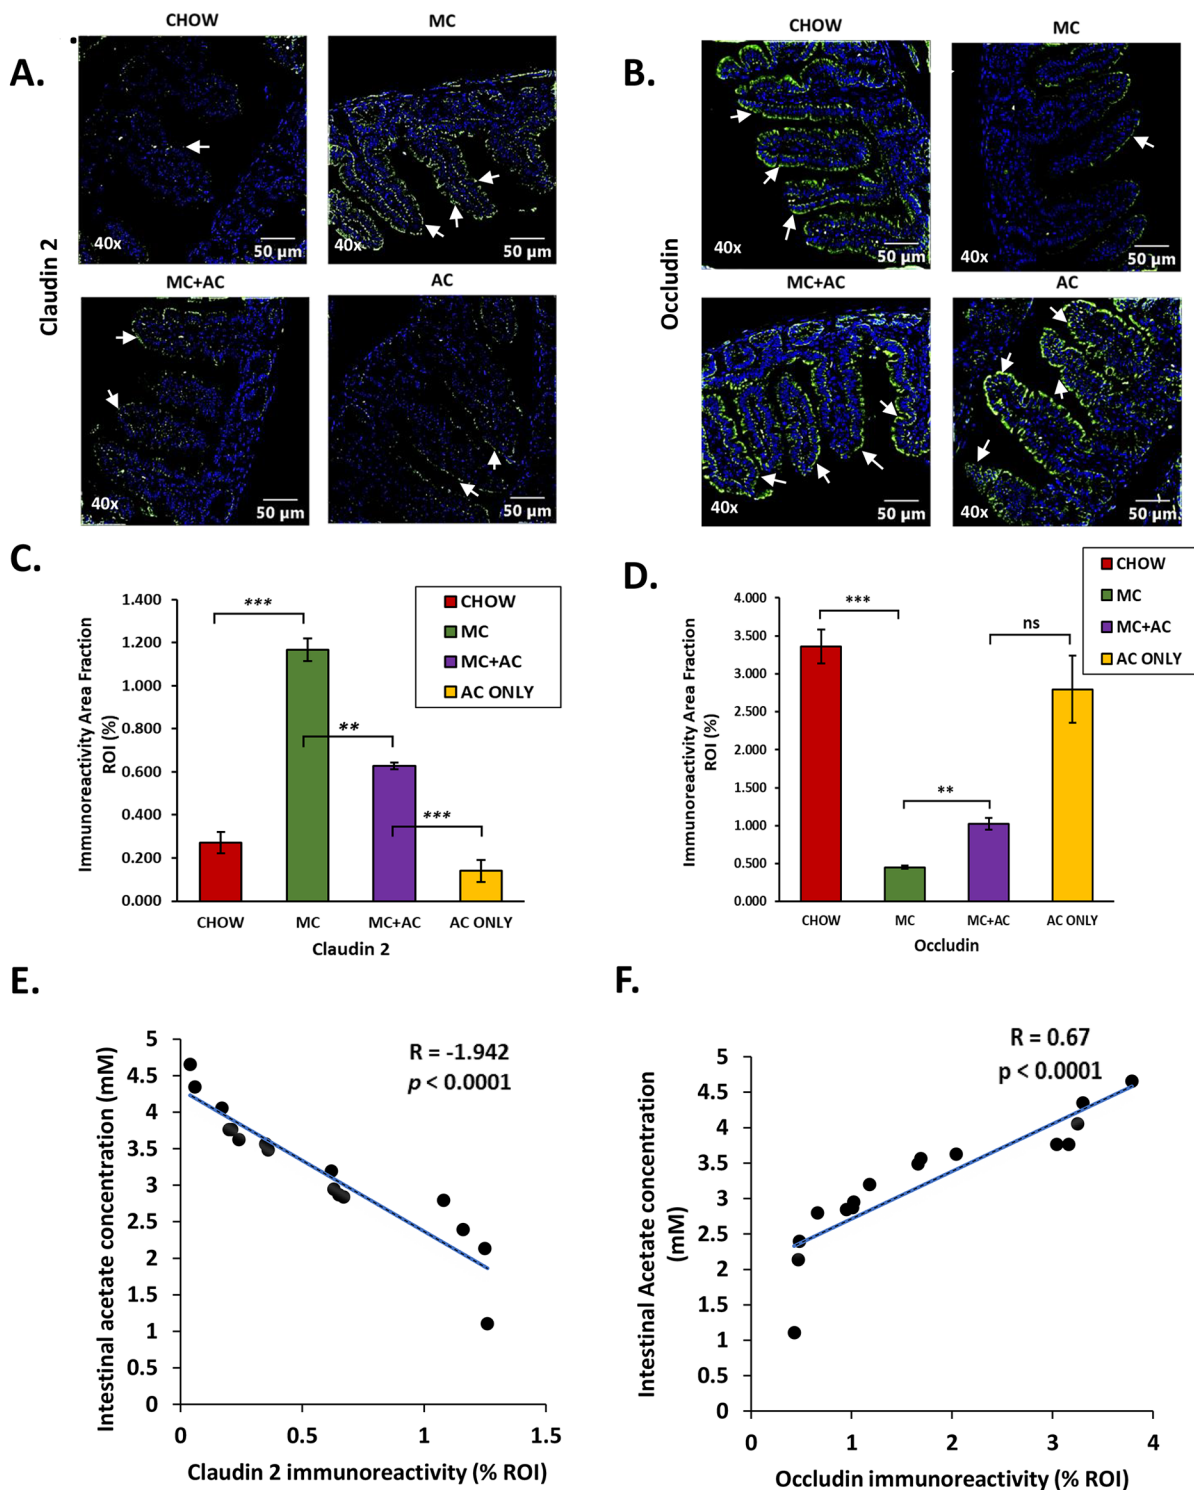 A.
CHOW
MC
Claudin 2
40x
50 µm
40x
50 µm
MC+AC
AC
40x
50 µm
40x
50 µm
B.
CHOW
MC
Occludin
40x
50 µm
40x
50 µm
MC+AC
AC
40x
50 µm
40x
50 µm
C.
Immunoreactivity Area Fraction
ROI (%)
1.400
1.200
1.000
0.800
0.600
0.400
0.200
0.000
***
**
***
CHOW
MC
MC+AC
AC ONLY
CHOW
MC
MC+AC
AC ONLY
Claudin 2
D.
Immunoreactivity Area Fraction
ROI (%)
4.000
3.500
3.000
2.500
2.000
1.500
1.000
0.500
0.000
***
**
ns
CHOW
MC
MC+AC
AC ONLY
CHOW
MC
MC+AC
AC ONLY
Occludin
E.
Intestinal acetate concentration (mM)
5
4.5
4
3.5
3
2.5
2
1.5
1
0.5
0
R = -1.942
p < 0.0001
0
0.5
1
1.5
Claudin 2 immunoreactivity (% ROI)
F.
Intestinal Acetate concentration
(mM)
5
4.5
4
3.5
3
2.5
2
1.5
1
0.5
0
R = 0.67
p < 0.0001
0
1
2
3
4
Occludin immunoreactivity (% ROI)